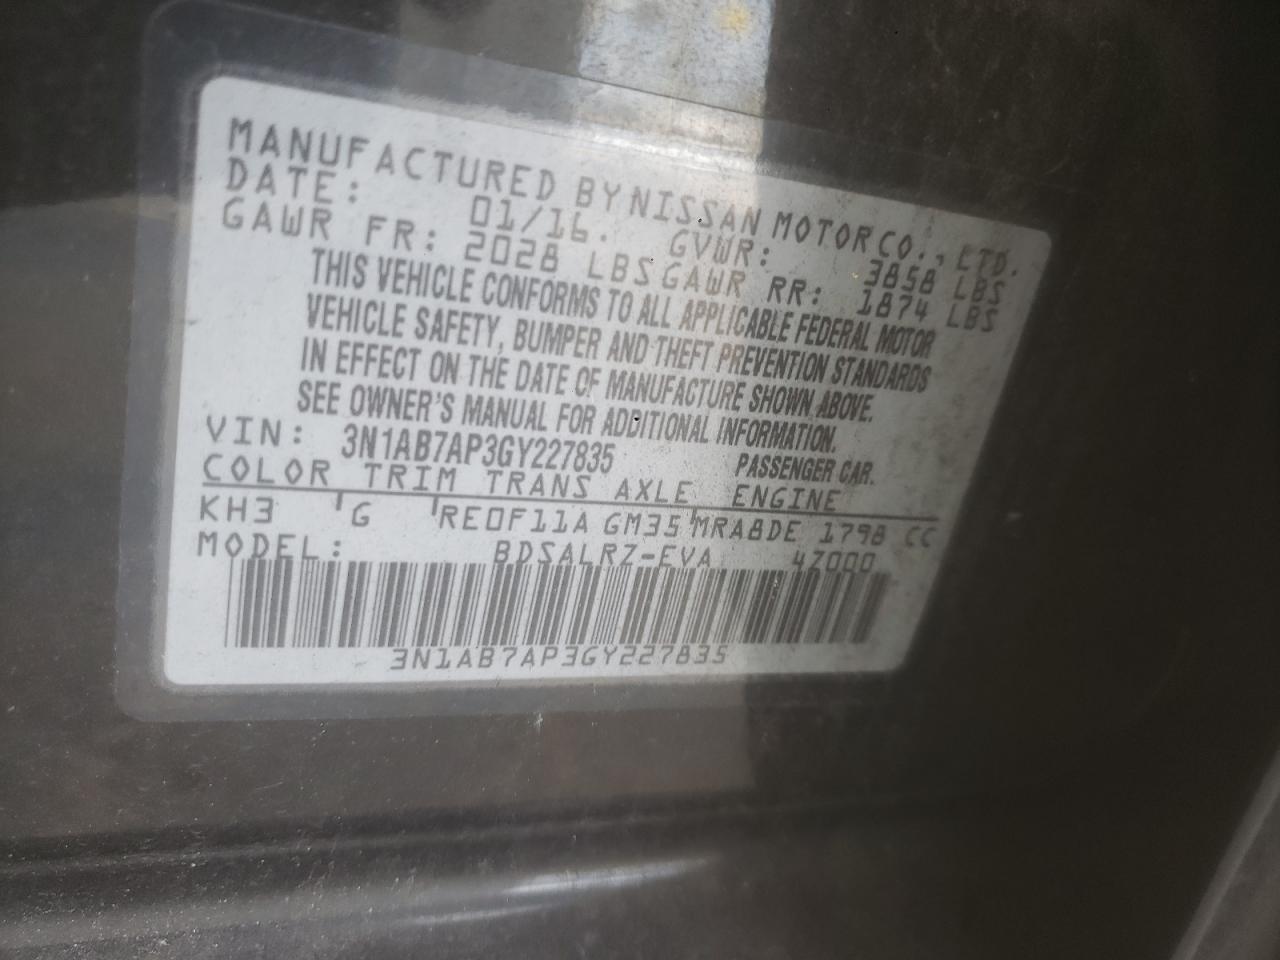 MANUFACTURED BY NISSAN MOTOR CO., LTD.
DATE: 01/16. GVWR: 3858 LBS
GAWR FR: 2028 LBS GAWR RR: 1874 LBS
THIS VEHICLE CONFORMS TO ALL APPLICABLE FEDERAL MOTOR
VEHICLE SAFETY, BUMPER AND THEFT PREVENTION STANDARDS
IN EFFECT ON THE DATE OF MANUFACTURE SHOWN ABOVE.
SEE OWNER'S MANUAL FOR ADDITIONAL INFORMATION.
VIN: 3N1AB7AP3GY227835 PASSENGER CAR.
COLOR TRIM TRANS AXLE ENGINE
KH3 G RE0F11A GM35 MRA8DE 1798 CC
MODEL: BDSALRZ-EVA 4Z000
3N1AB7AP3GY227835